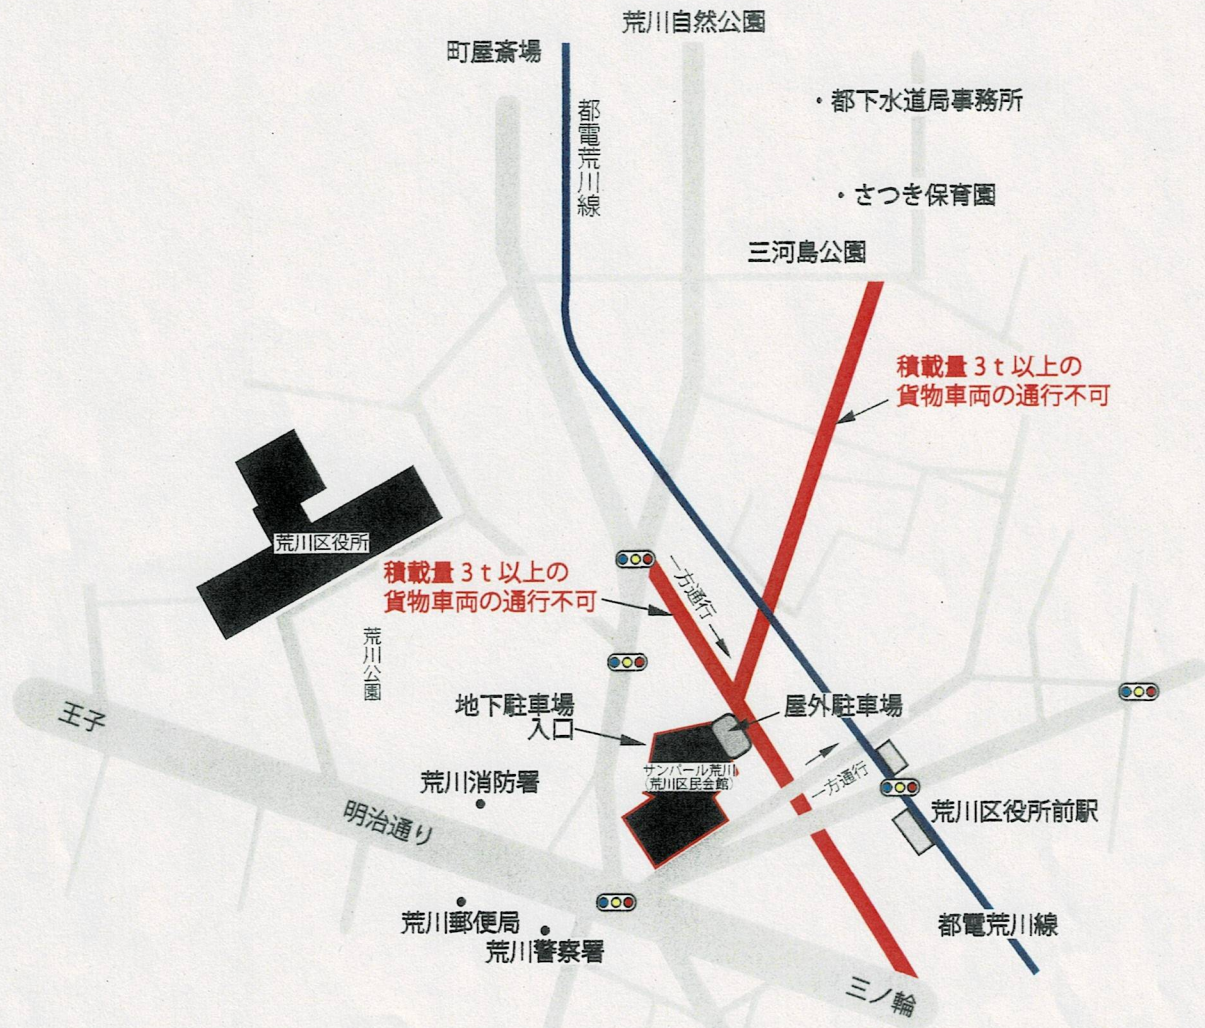 荒川自然公園
町屋斎場
都電荒川線
・都下水道局事務所
・さつき保育園
三河島公園
積載量3t以上の
貨物車両の通行不可
荒川区役所
積載量3t以上の
貨物車両の通行不可
一方通行
荒川公園
地下駐車場
入口
屋外駐車場
王子
サンパール荒川
(荒川区民会館)
一方通行
荒川消防署
明治通り
荒川区役所前駅
荒川郵便局
荒川警察署
都電荒川線
三ノ輪